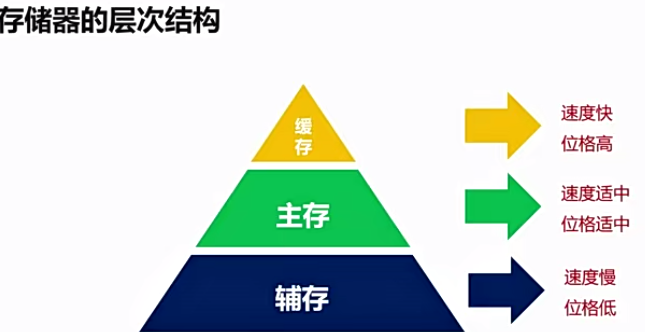 存储器的层次结构
缓
存
速度快
位格高
主存
速度适中
位格适中
辅存
速度慢
位格低